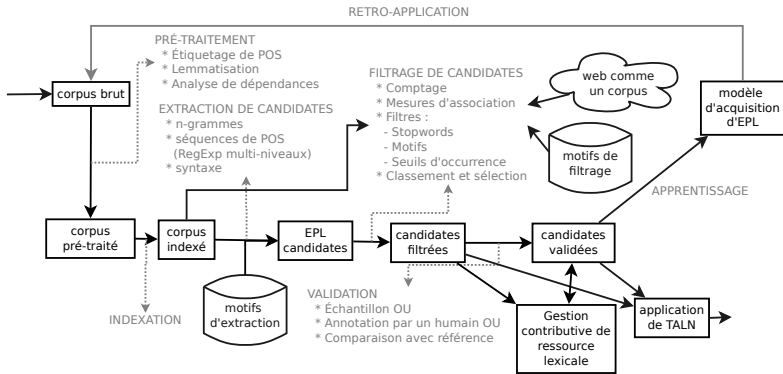 RETRO-APPLICATION
PRÉ-TRAITEMENT
* Étiquetage de POS
* Lemmatisation
* Analyse de dépendances
corpus brut
EXTRACTION DE CANDIDATES
* n-grammes
* séquences de POS
(RegExp multi-niveaux)
* syntaxe
FILTRAGE DE CANDIDATES
* Comptage
* Mesures d'association
* Filtres :
- Stopwords
- Motifs
- Seuils d'occurrence
* Classement et sélection
web comme
un corpus
motifs de
filtrage
modèle
d'acquisition
d'EPL
APPRENTISSAGE
corpus
pré-traité
corpus
indexé
EPL
candidates
candidates
filtrées
candidates
validées
INDEXATION
motifs
d'extraction
VALIDATION
* Échantillon OU
* Annotation par un humain OU
* Comparaison avec référence
Gestion
contributive de
ressource
lexicale
application
de TALN